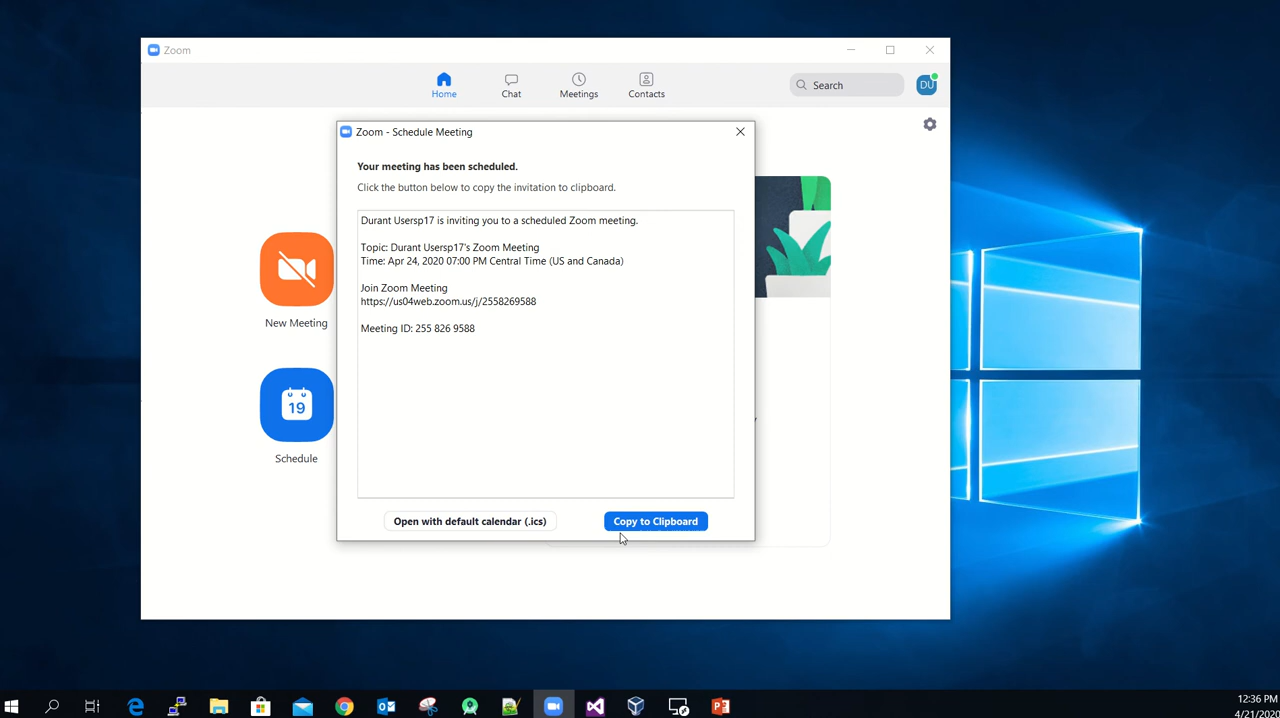 Zoom
Home
Chat
Meetings
Contacts
Search
DU
Zoom - Schedule Meeting
Your meeting has been scheduled.
Click the button below to copy the invitation to clipboard.
Durant Usersp17 is inviting you to a scheduled Zoom meeting.
Topic: Durant Usersp17's Zoom Meeting
Time: Apr 24, 2020 07:00 PM Central Time (US and Canada)
Join Zoom Meeting
https://us04web.zoom.us/j/2558269588
Meeting ID: 255 826 9588
New Meeting
19
Schedule
Open with default calendar (.ics)
Copy to Clipboard
12:36 PM
4/21/2020